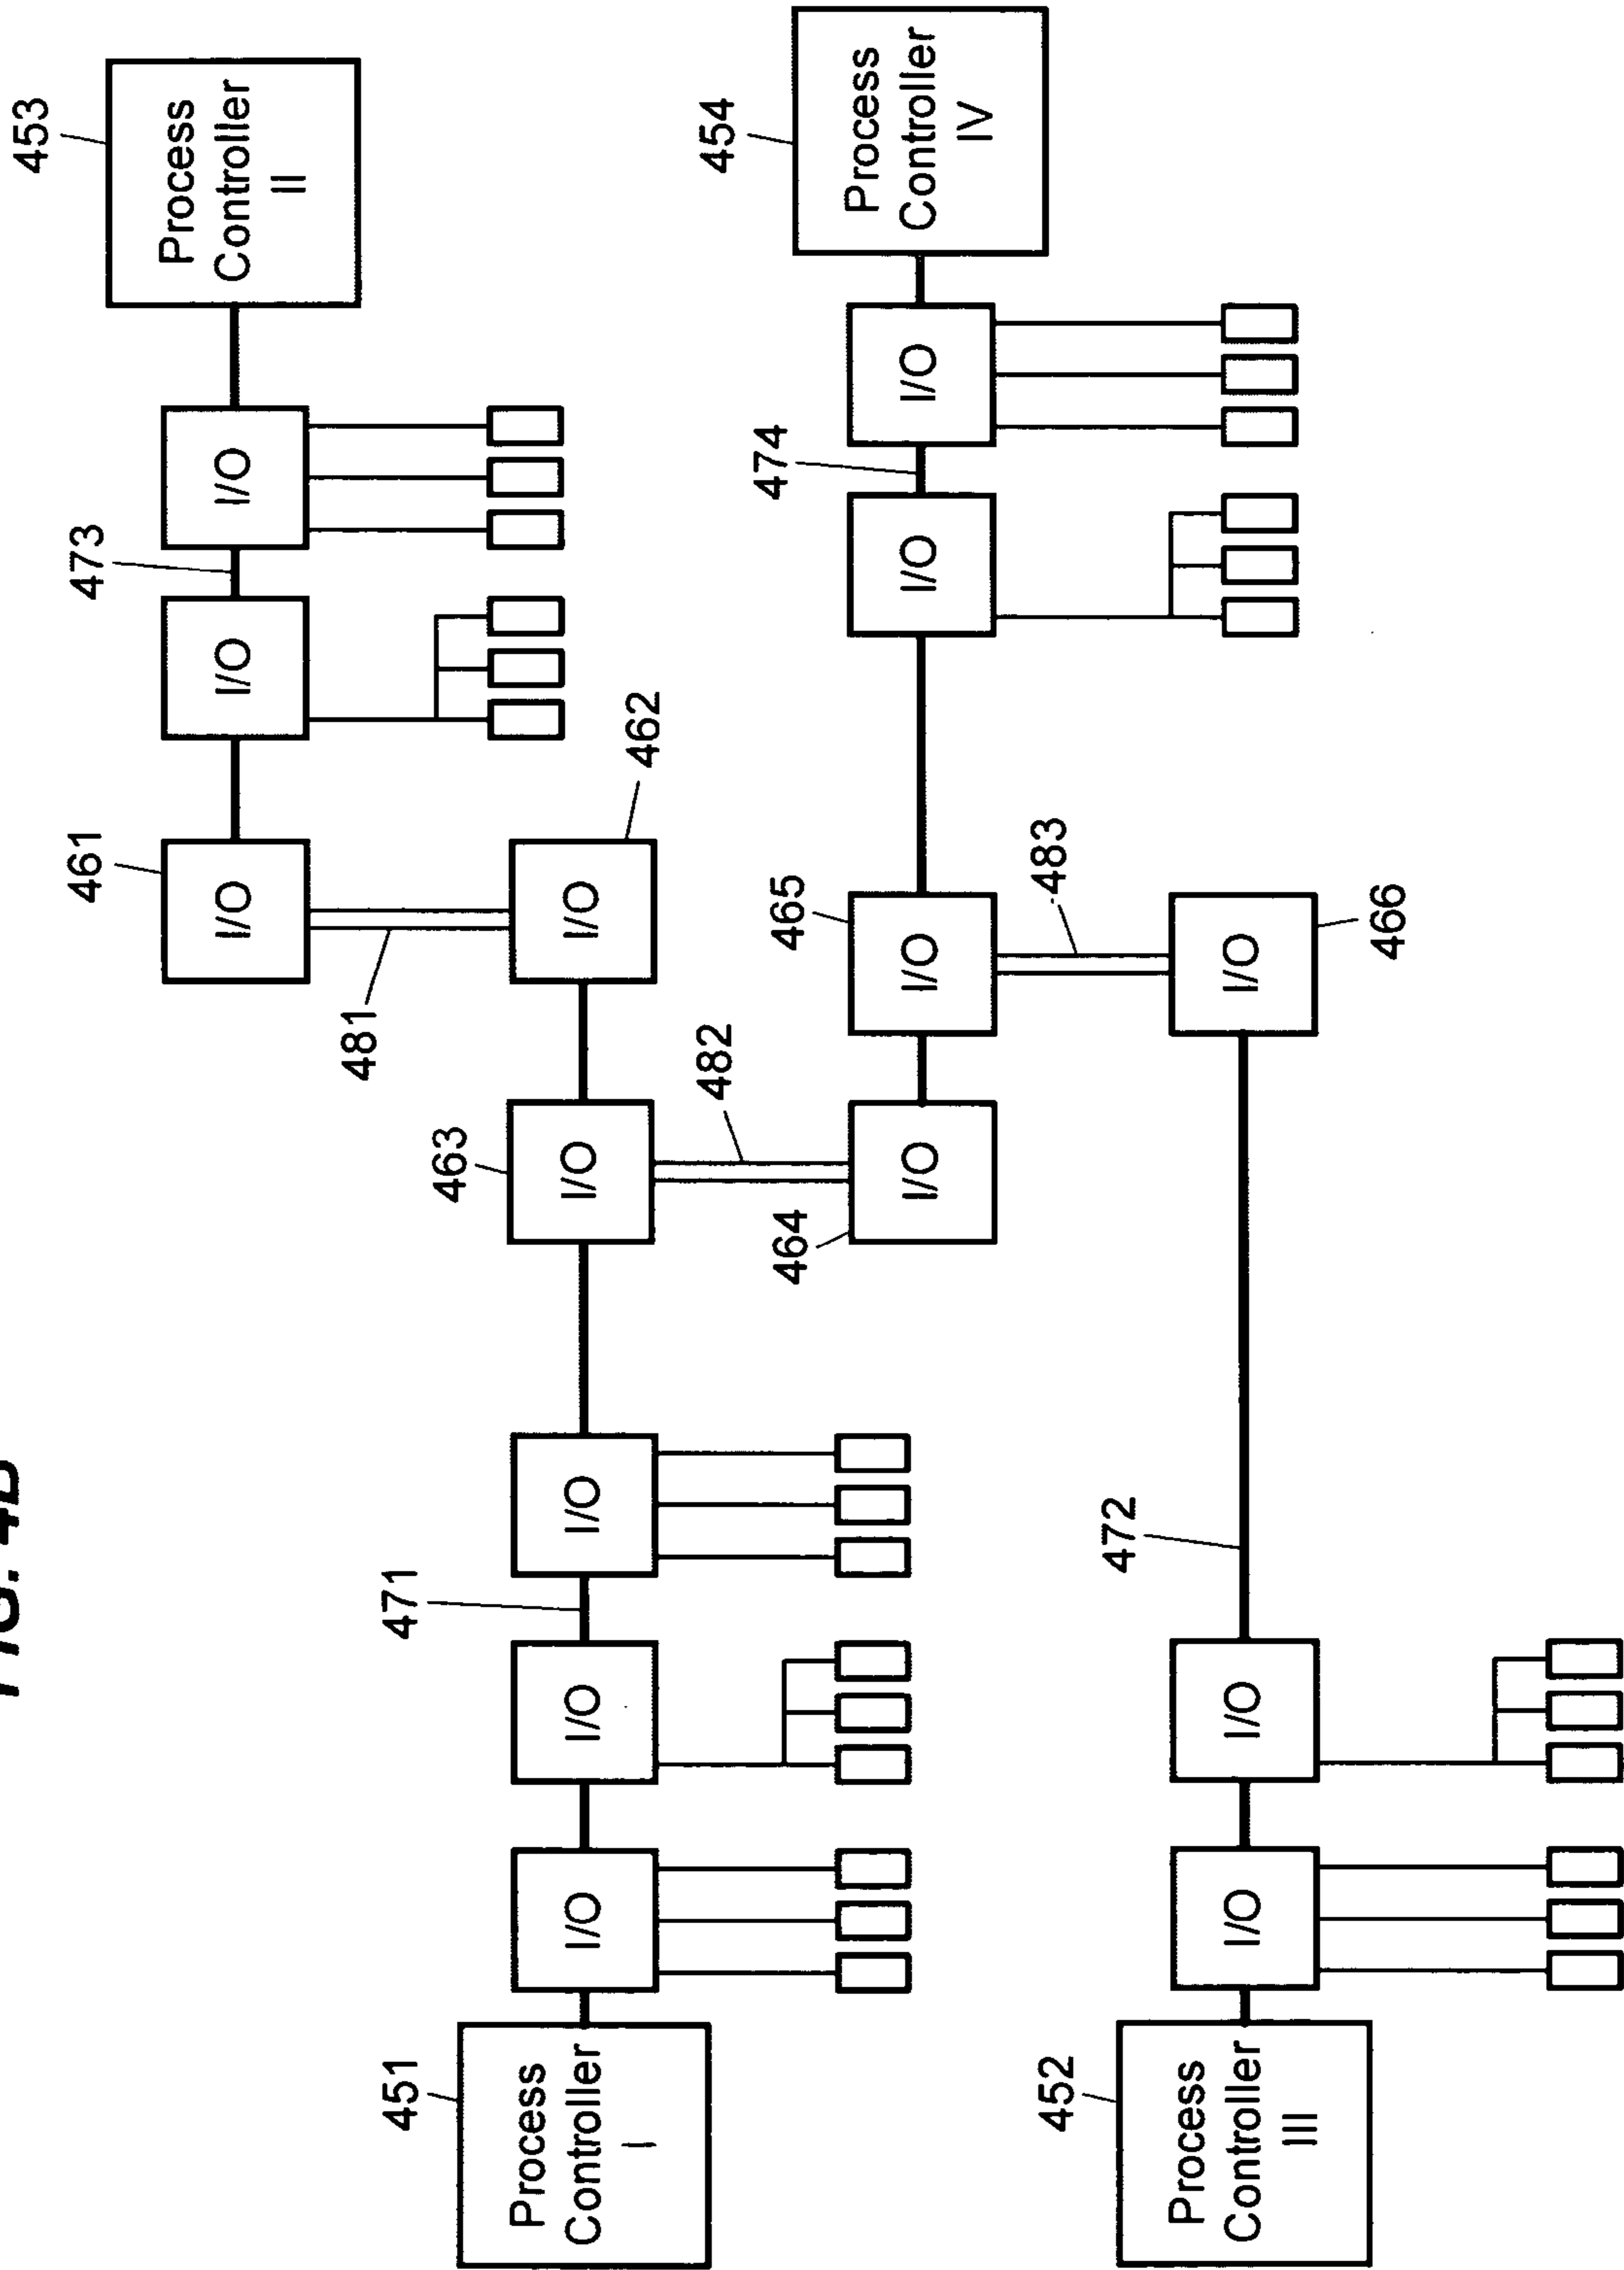 FIG.
461
473
453
I/O
I/O
I/O
Process
Controller
II
481
462
451
471
463
Process
Controller
I
I/O
I/O
I/O
I/O
I/O
482
464
465
474
454
I/O
I/O
I/O
I/O
Process
Controller
IV
483
452
472
466
Process
Controller
III
I/O
I/O
I/O